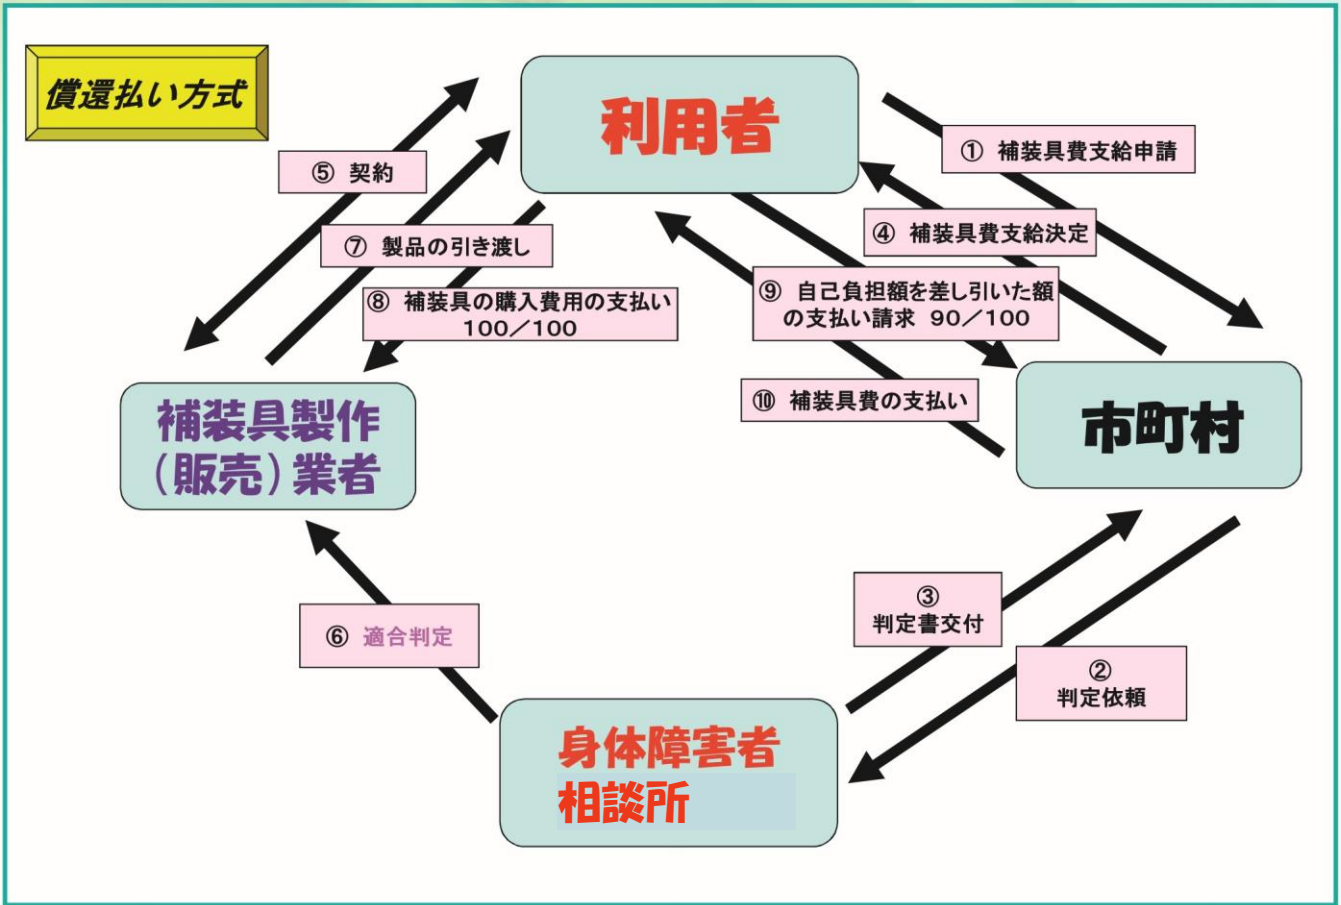 償還払い方式
利用者
⑤ 契約
① 補装具費支給申請
⑦ 製品の引き渡し
④ 補装具費支給決定
⑧ 補装具の購入費用の支払い
100/100
⑨ 自己負担額を差し引いた額
の支払い請求 90/100
⑩ 補装具費の支払い
補装具製作
(販売)業者
市町村
⑥ 適合判定
③
判定書交付
②
判定依頼
身体障害者
相談所